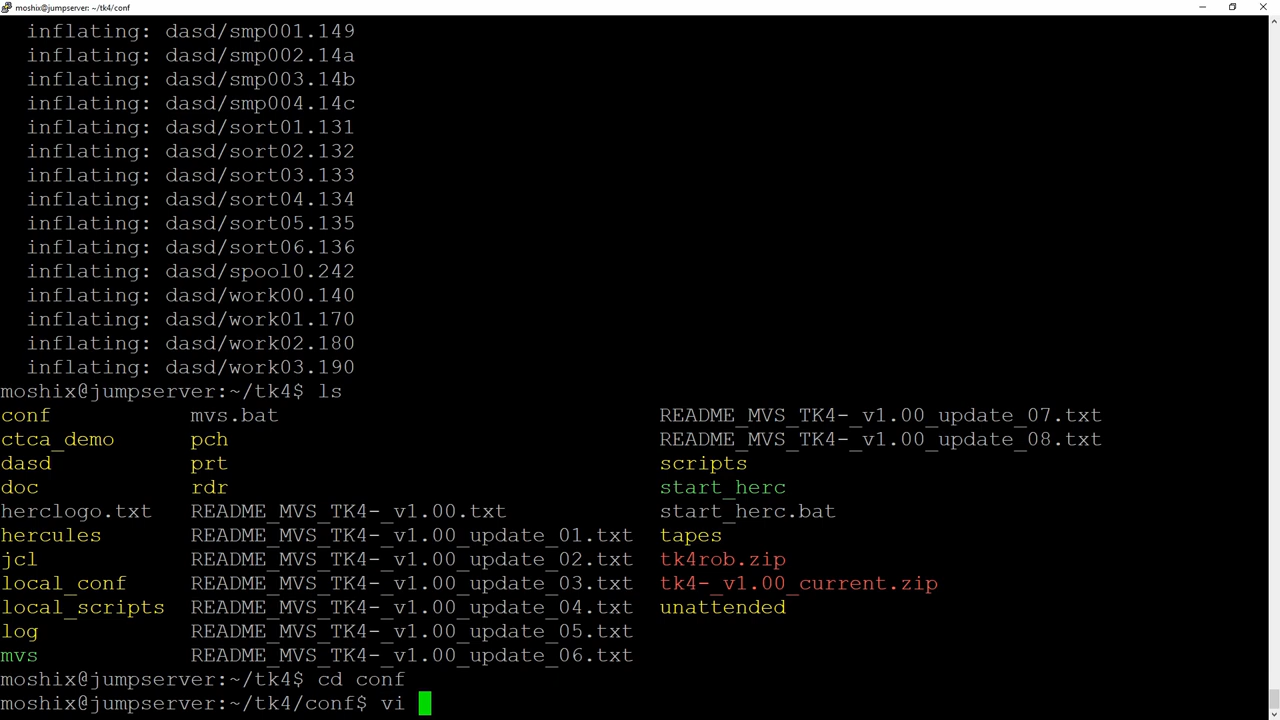 moshix@jumpserver: ~/tk4/conf
inflating: dasd/smp001.149
inflating: dasd/smp002.14a
inflating: dasd/smp003.14b
inflating: dasd/smp004.14c
inflating: dasd/sort01.131
inflating: dasd/sort02.132
inflating: dasd/sort03.133
inflating: dasd/sort04.134
inflating: dasd/sort05.135
inflating: dasd/sort06.136
inflating: dasd/spool0.242
inflating: dasd/work00.140
inflating: dasd/work01.170
inflating: dasd/work02.180
inflating: dasd/work03.190
moshix@jumpserver:~/tk4$ ls
conf mvs.bat README_MVS_TK4-_v1.00_update_07.txt
ctca_demo pch README_MVS_TK4-_v1.00_update_08.txt
dasd prt scripts
doc rdr start_herc
herclogo.txt README_MVS_TK4-_v1.00.txt start_herc.bat
hercules README_MVS_TK4-_v1.00_update_01.txt tapes
jcl README_MVS_TK4-_v1.00_update_02.txt tk4rob.zip
local_conf README_MVS_TK4-_v1.00_update_03.txt tk4-_v1.00_current.zip
local_scripts README_MVS_TK4-_v1.00_update_04.txt unattended
log README_MVS_TK4-_v1.00_update_05.txt
mvs README_MVS_TK4-_v1.00_update_06.txt
moshix@jumpserver:~/tk4$ cd conf
moshix@jumpserver:~/tk4/conf$ vi